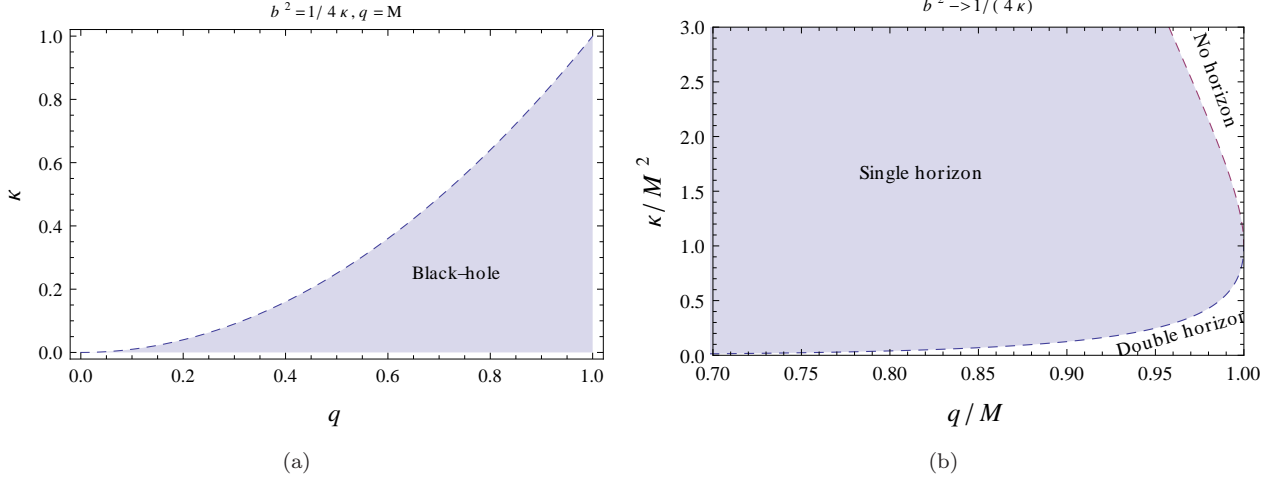 b² = 1/4 κ, q = M
1.0
0.8
0.6
κ
0.4
0.2
0.0
Black–hole
0.0 0.2 0.4 0.6 0.8 1.0
q
(a)
b² –> 1/(4 κ)
3.0
2.5
2.0
κ / M²
1.5
1.0
0.5
0.0
No horizon
Single horizon
Double horizon
0.70 0.75 0.80 0.85 0.90 0.95 1.00
q / M
(b)